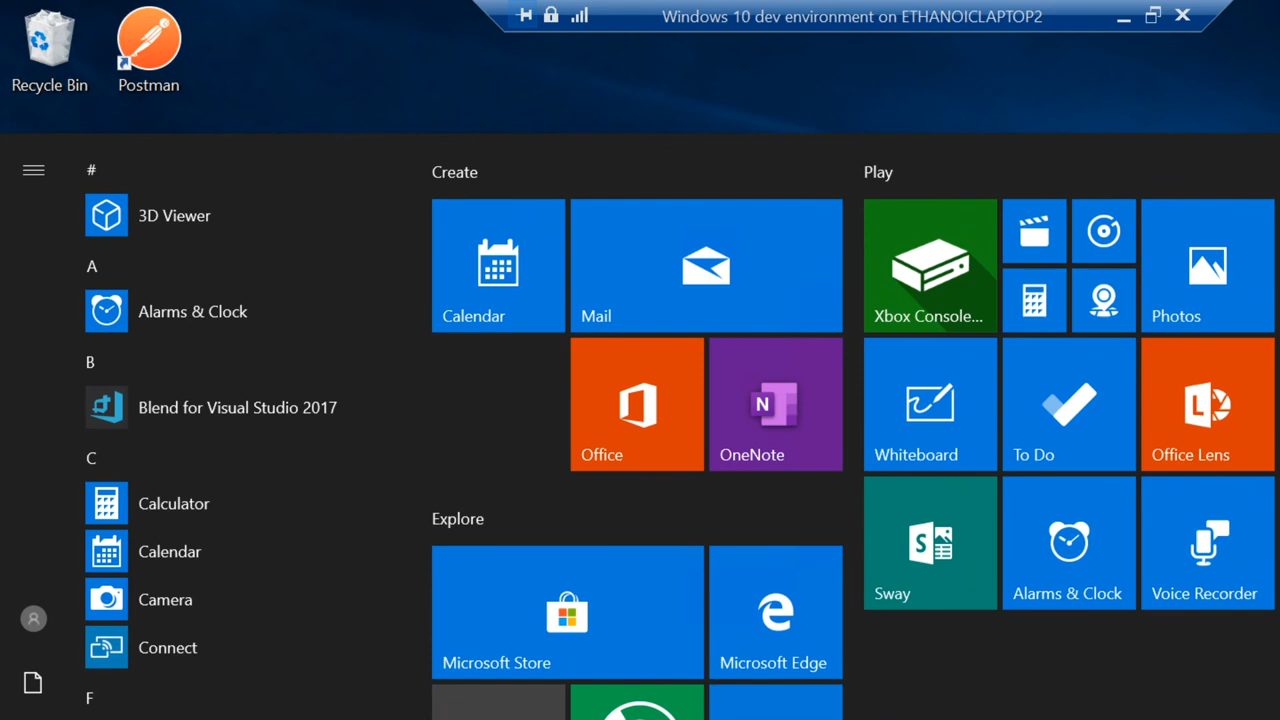 Windows 10 dev environment on ETHANOICLAPTOP2
Recycle Bin
Postman
#
3D Viewer
A
Alarms & Clock
B
Blend for Visual Studio 2017
C
Calculator
Calendar
Camera
Connect
F
Create
Calendar
Mail
Office
OneNote
N
Explore
Microsoft Store
Microsoft Edge
Play
Xbox Console...
Photos
Whiteboard
To Do
L
Office Lens
S
Sway
Alarms & Clock
Voice Recorder